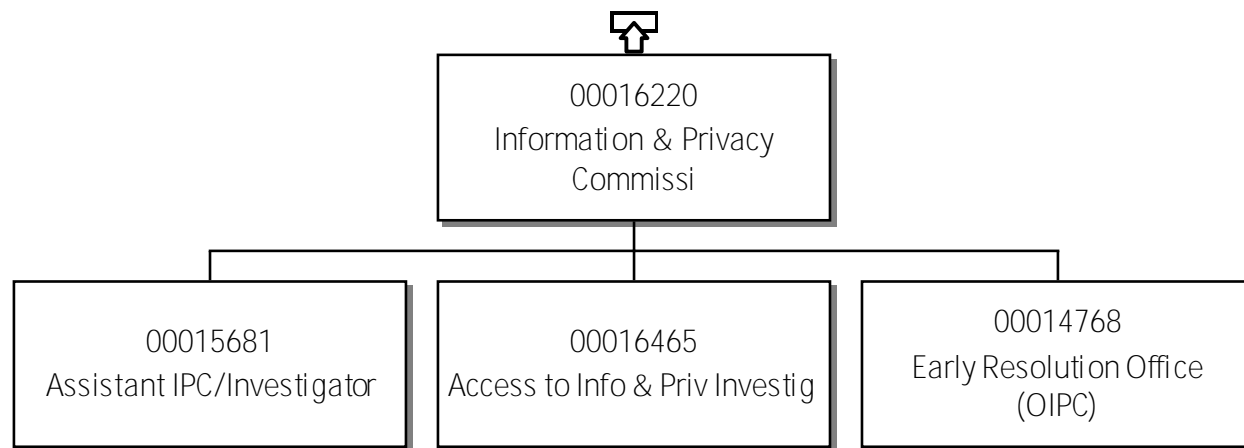 00016220
Information & Privacy
Commissi
00015681
Assistant IPC/Investigator
00016465
Access to Info & Priv Investig
00014768
Early Resolution Office
(OIPC)